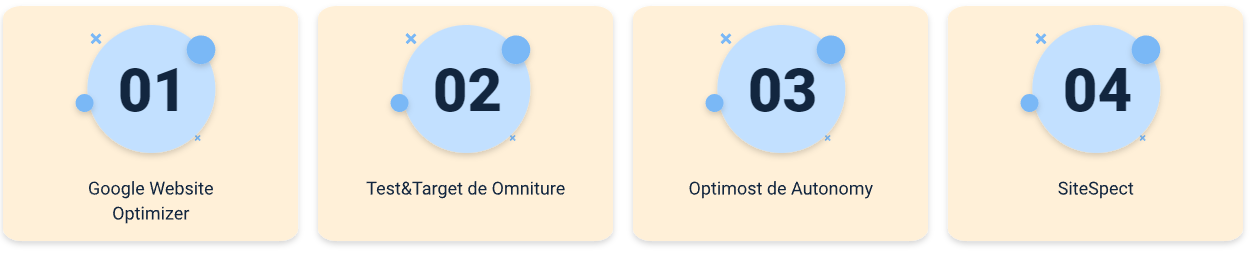 01
Google Website
Optimizer
02
Test&Target de Omniture
03
Optimost de Autonomy
04
SiteSpect